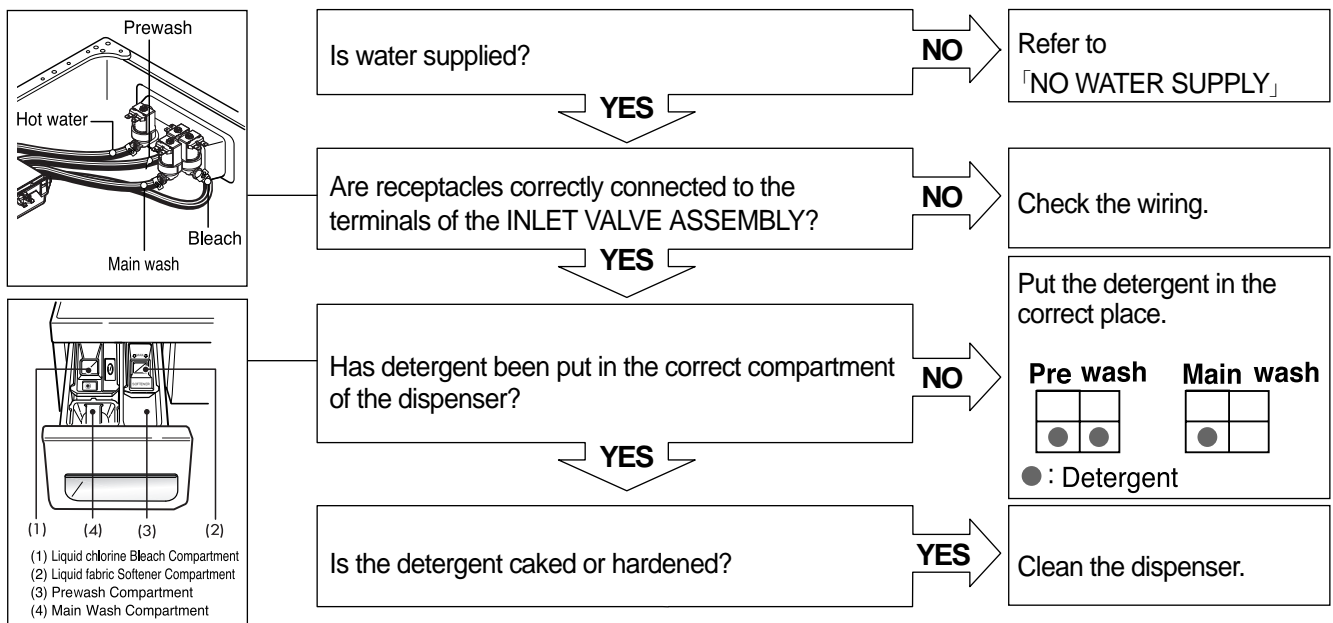 Prewash
Hot water
Bleach
Main wash
Is water supplied?
NO
Refer to
「NO WATER SUPPLY」
YES
Are receptacles correctly connected to the
terminals of the INLET VALVE ASSEMBLY?
NO
Check the wiring.
YES
(1) (4) (3) (2)
(1) Liquid chlorine Bleach Compartment
(2) Liquid fabric Softener Compartment
(3) Prewash Compartment
(4) Main Wash Compartment
Has detergent been put in the correct compartment
of the dispenser?
NO
Put the detergent in the
correct place.
Pre wash Main wash
● : Detergent
YES
Is the detergent caked or hardened?
YES
Clean the dispenser.